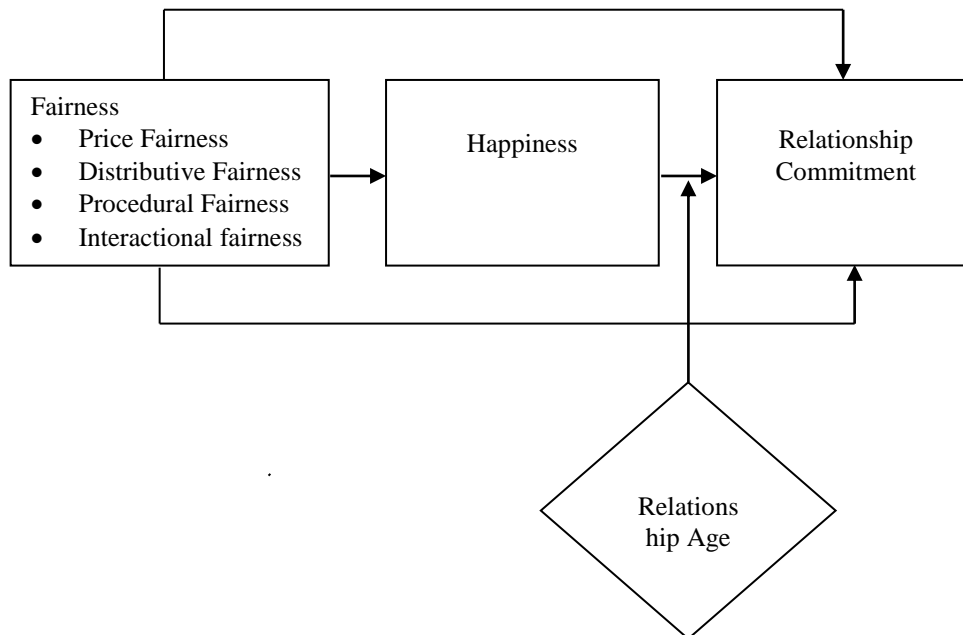 Fairness
• Price Fairness
• Distributive Fairness
• Procedural Fairness
• Interactional fairness
Happiness
Relationship
Commitment
Relations
hip Age